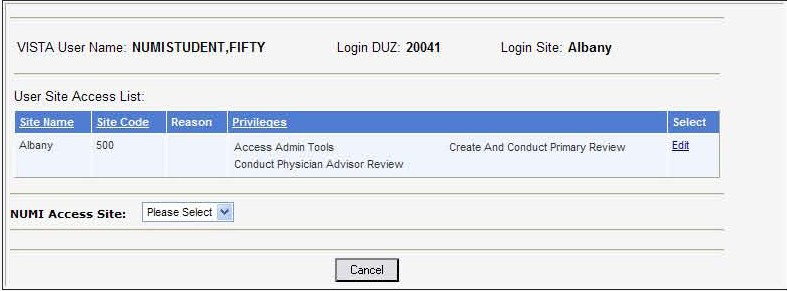 VISTA User Name: NUMISTUDENT,FIFTY Login DUZ: 20041 Login Site: Albany
User Site Access List:
Site Name Site Code Reason Privileges Select
Albany 500 Access Admin Tools Create And Conduct Primary Review Edit
Conduct Physician Advisor Review
NUMI Access Site: Please Select
Cancel